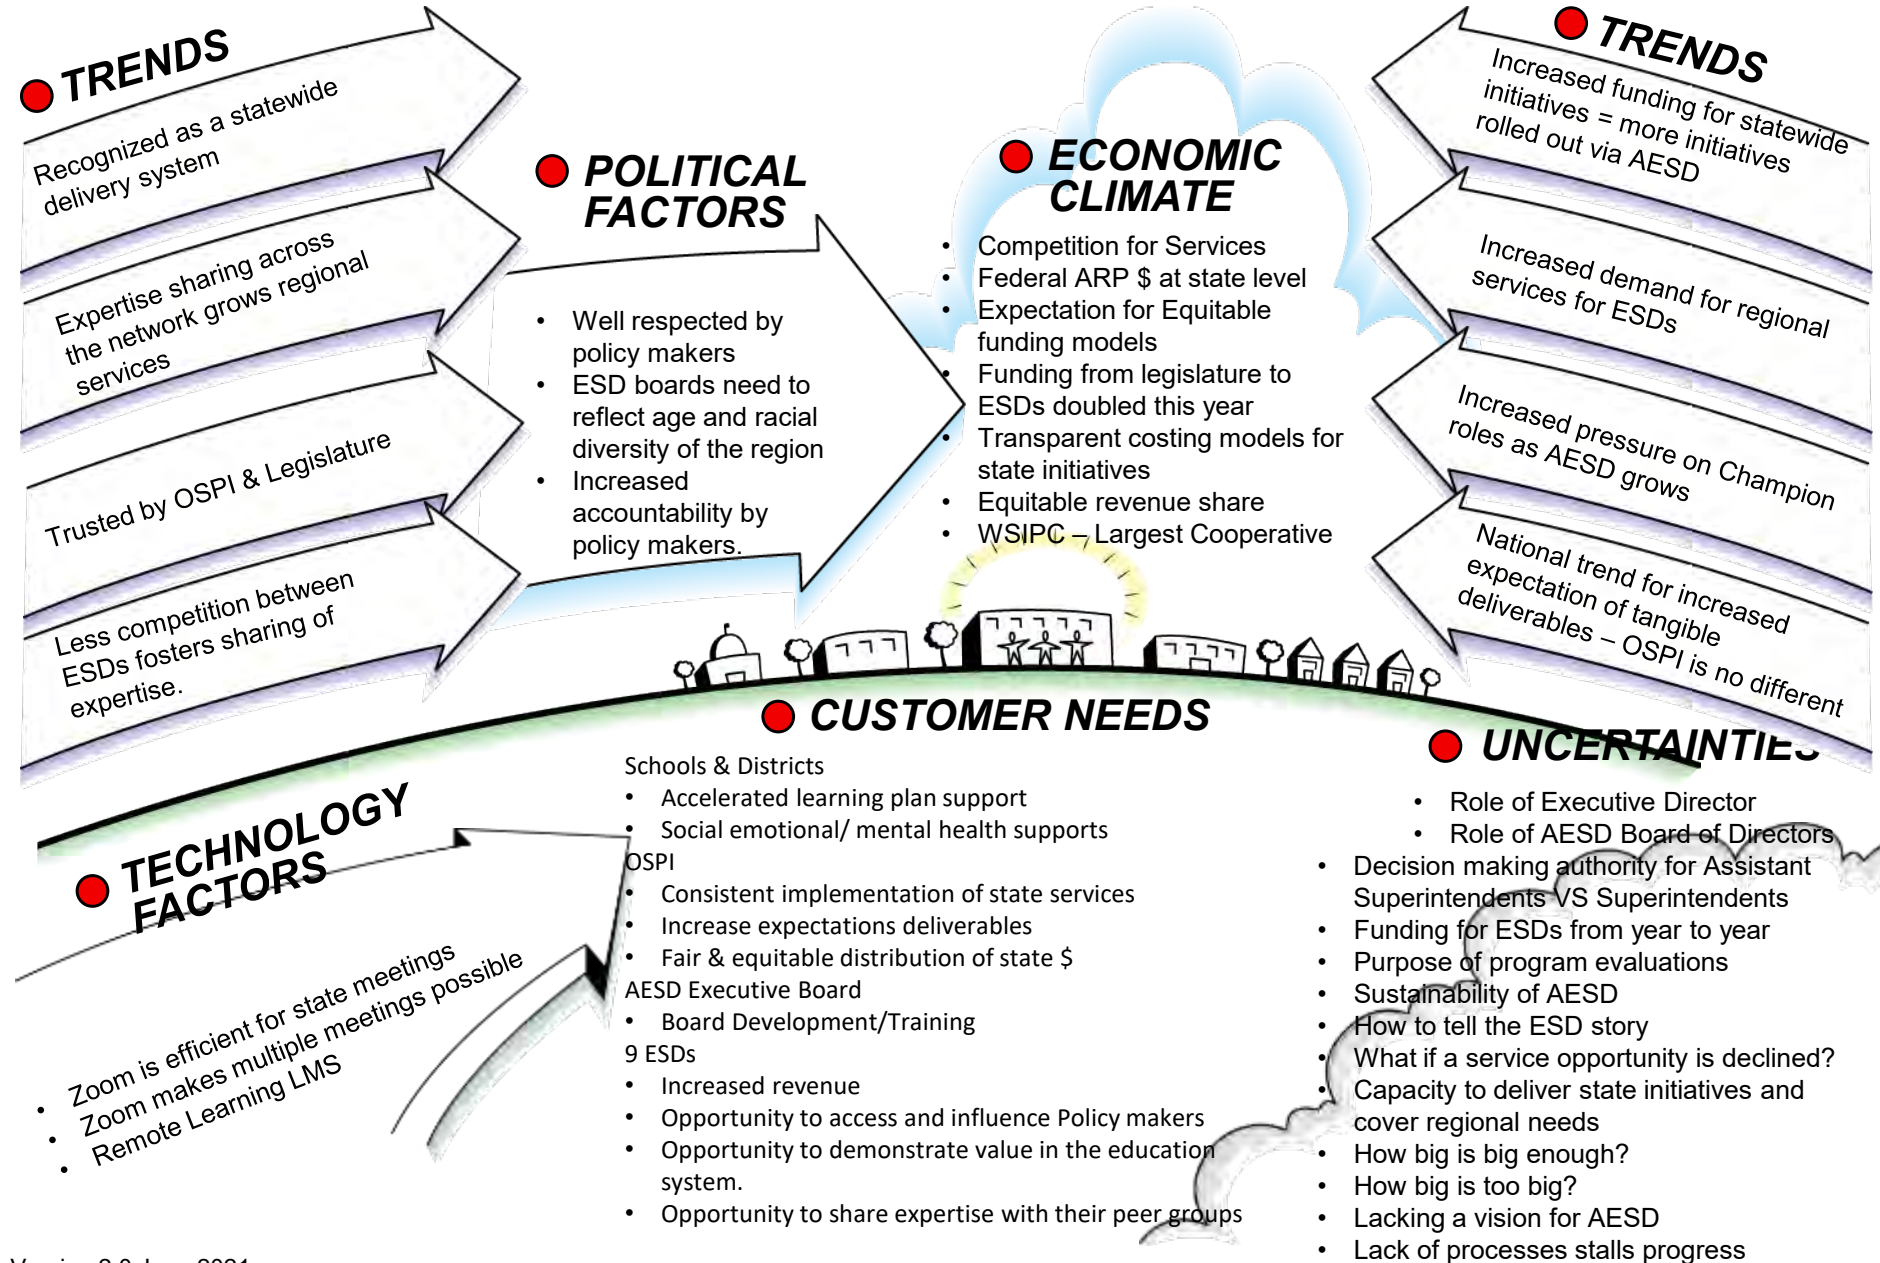 TRENDS
Recognized as a statewide
delivery system
Expertise sharing across
the network grows regional
services
Trusted by OSPI & Legislature
Less competition between
ESDs fosters sharing of
expertise.
POLITICAL
FACTORS
• Well respected by
policy makers
• ESD boards need to
reflect age and racial
diversity of the region
• Increased
accountability by
policy makers.
ECONOMIC
CLIMATE
• Competition for Services
• Federal ARP $ at state level
• Expectation for Equitable
funding models
• Funding from legislature to
ESDs doubled this year
• Transparent costing models for
state initiatives
• Equitable revenue share
• WSIPC – Largest Cooperative
TRENDS
Increased funding for statewide
initiatives = more initiatives
rolled out via AESD
Increased demand for regional
services for ESDs
Increased pressure on Champion
roles as AESD grows
National trend for increased
expectation of tangible
deliverables – OSPI is no different
TECHNOLOGY
FACTORS
• Zoom is efficient for state meetings
• Zoom makes multiple meetings possible
• Remote Learning LMS
CUSTOMER NEEDS
Schools & Districts
• Accelerated learning plan support
• Social emotional/ mental health supports
OSPI
• Consistent implementation of state services
• Increase expectations deliverables
• Fair & equitable distribution of state $
AESD Executive Board
• Board Development/Training
9 ESDs
• Increased revenue
• Opportunity to access and influence Policy makers
• Opportunity to demonstrate value in the education
system.
• Opportunity to share expertise with their peer groups
UNCERTAINTIES
• Role of Executive Director
• Role of AESD Board of Directors
• Decision making authority for Assistant
Superintendents VS Superintendents
• Funding for ESDs from year to year
• Purpose of program evaluations
• Sustainability of AESD
• How to tell the ESD story
• What if a service opportunity is declined?
• Capacity to deliver state initiatives and
cover regional needs
• How big is big enough?
• How big is too big?
• Lacking a vision for AESD
• Lack of processes stalls progress